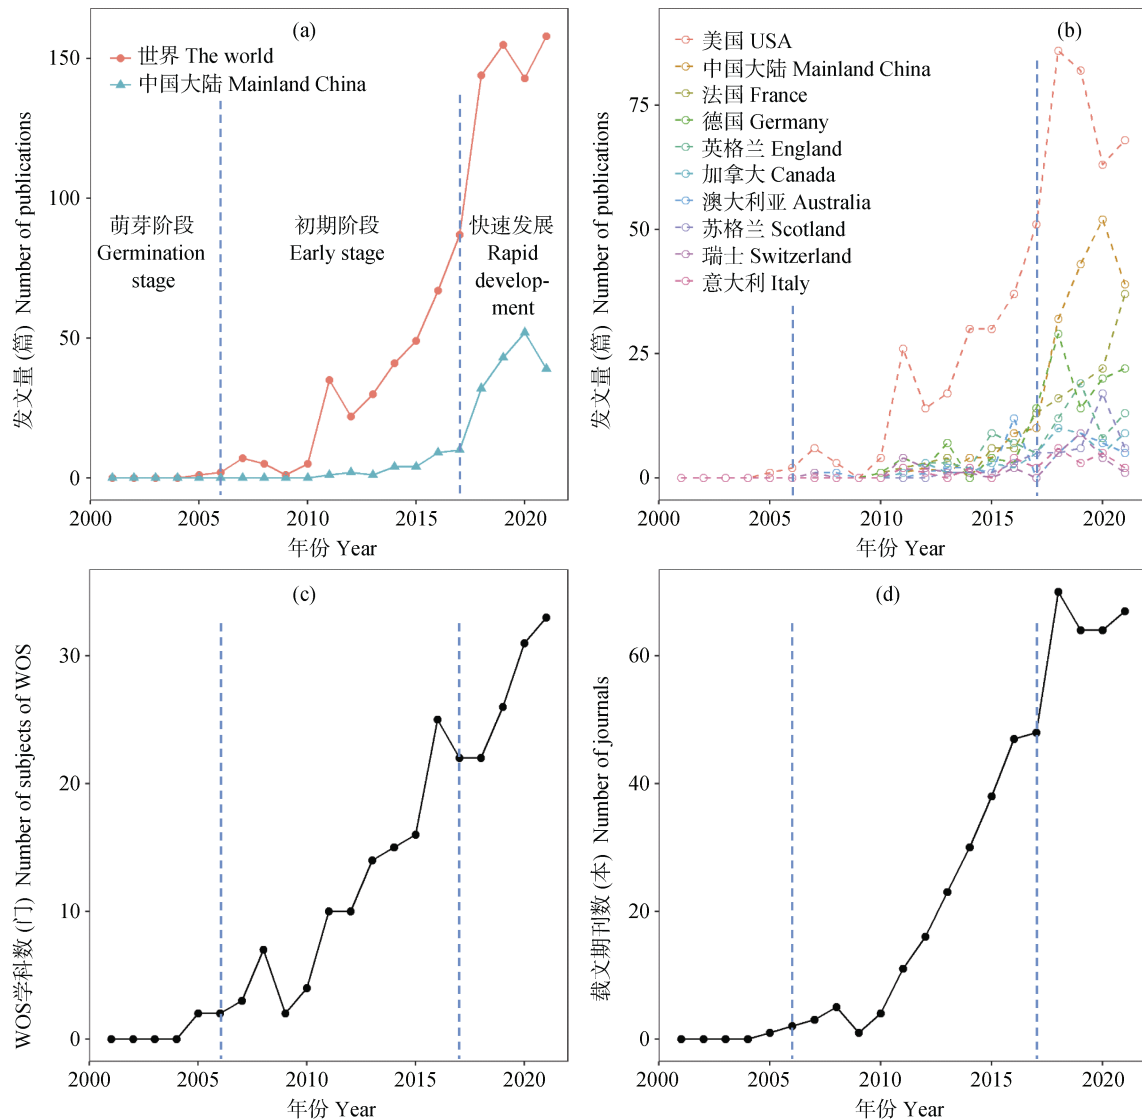 (a)
世界 The world
中国大陆 Mainland China
萌芽阶段
Germination
stage
初期阶段
Early stage
快速发展
Rapid
develop-
ment
发文量 (篇) Number of publications
150
100
50
0
2000 2005 2010 2015 2020
年份 Year
(b)
美国 USA
中国大陆 Mainland China
法国 France
德国 Germany
英格兰 England
加拿大 Canada
澳大利亚 Australia
苏格兰 Scotland
瑞士 Switzerland
意大利 Italy
发文量 (篇) Number of publications
75
50
25
0
2000 2005 2010 2015 2020
年份 Year
(c)
WOS学科数 (门) Number of subjects of WOS
30
20
10
0
2000 2005 2010 2015 2020
年份 Year
(d)
载文期刊数 (本) Number of journals
60
40
20
0
2000 2005 2010 2015 2020
年份 Year